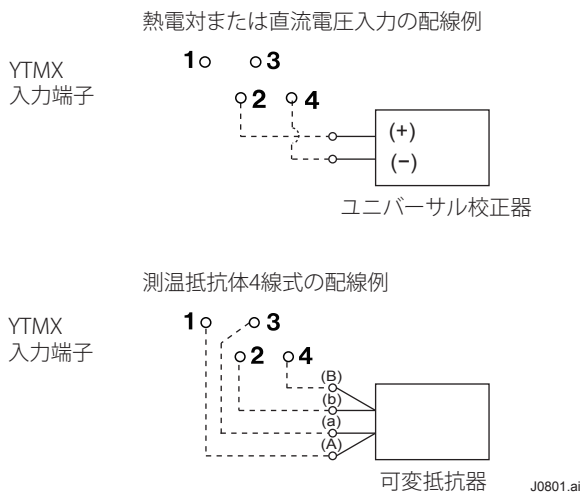 熱電対または直流電圧入力の配線例
YTMX
入力端子
1 3
2 4
(+)
(−)
ユニバーサル校正器
測温抵抗体4線式の配線例
YTMX
入力端子
1 3
2 4
(B)
(b)
(a)
(A)
可変抵抗器
J0801.ai